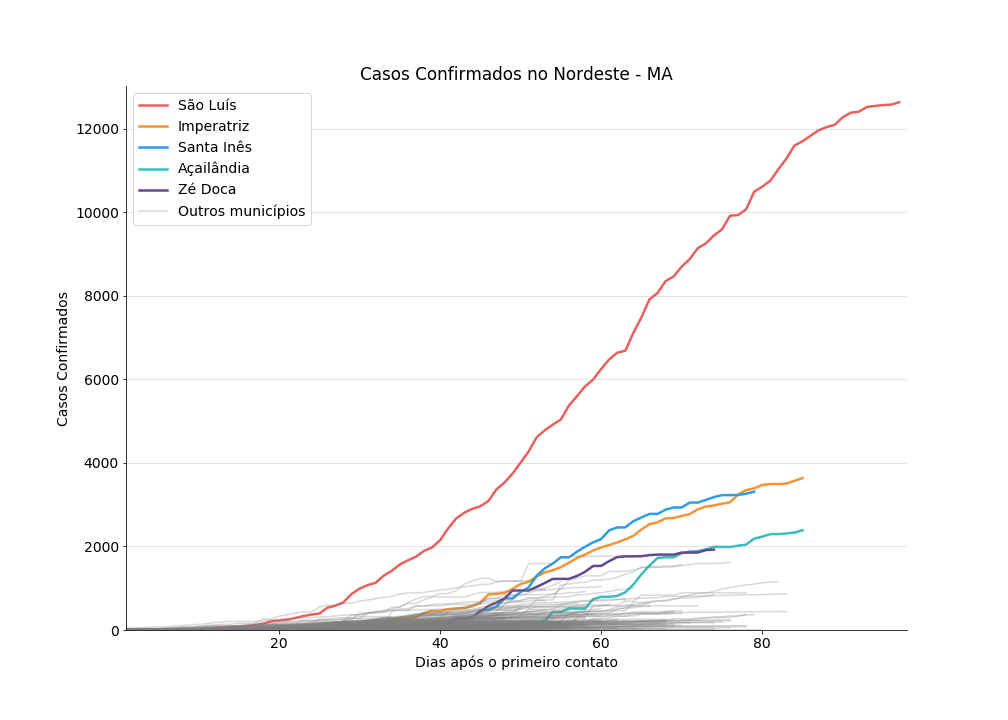 Casos Confirmados no Nordeste - MA
São Luís
Imperatriz
Santa Inês
Açailândia
Zé Doca
Outros municípios
12000
10000
8000
6000
4000
2000
0
Casos Confirmados
20
40
60
80
Dias após o primeiro contato